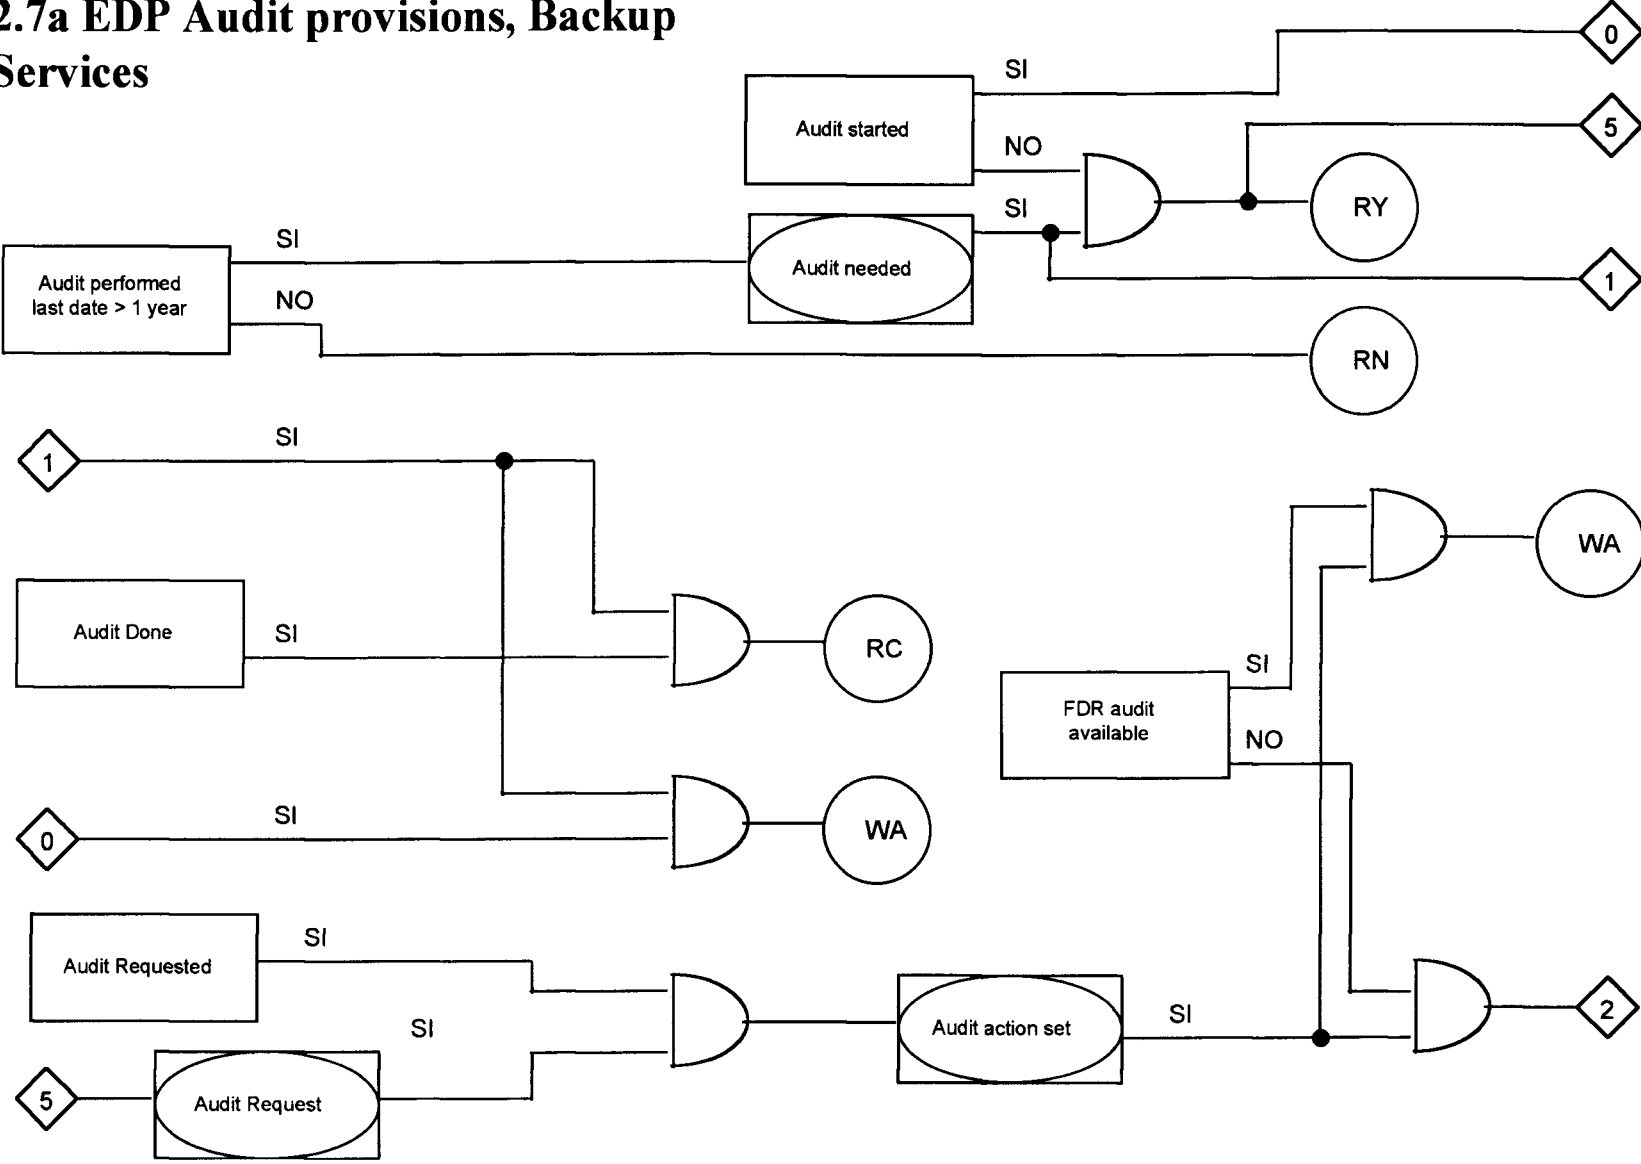 2.7a EDP Audit provisions, Backup
Services
0
SI
Audit started
5
NO
RY
SI
SI
Audit needed
Audit performed
last date > 1 year
1
NO
RN
1
SI
WA
Audit Done
SI
RC
SI
FDR audit
available
NO
0
SI
WA
Audit Requested
SI
2
SI
Audit action set
SI
5
Audit Request